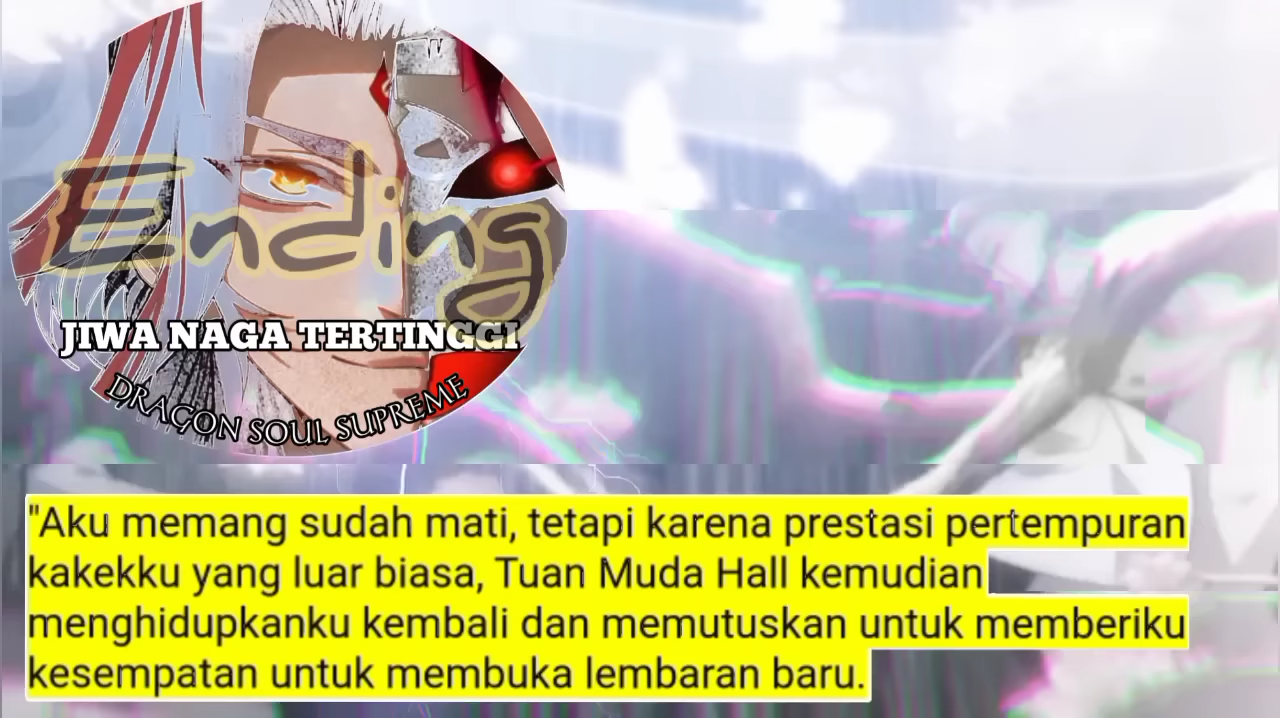 Ending
JIWA NAGA TERTINGGI
DRAGON SOUL SUPREME
"Aku memang sudah mati, tetapi karena prestasi pertempuran
kakekku yang luar biasa, Tuan Muda Hall kemudian
menghidupkanku kembali dan memutuskan untuk memberiku
kesempatan untuk membuka lembaran baru.